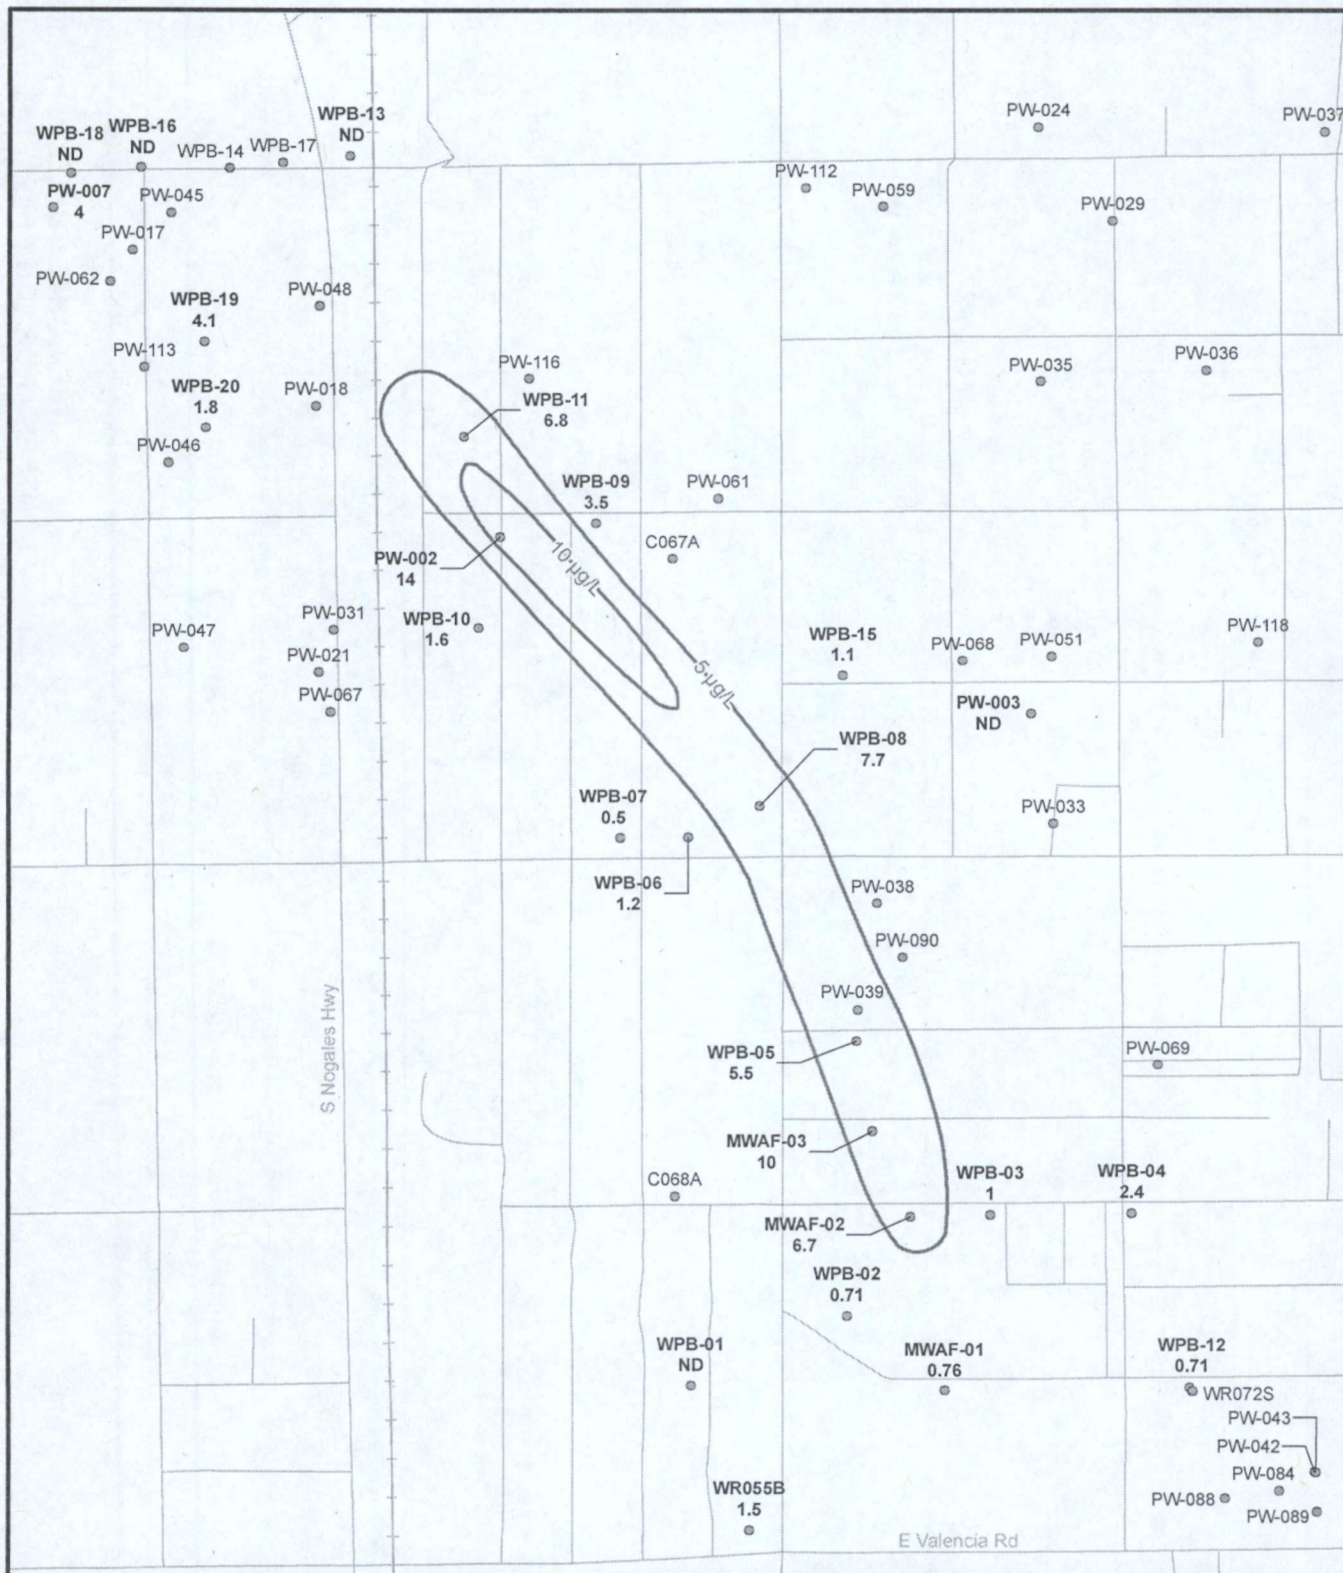 PW-024
PW-037
WPB-13
ND
WPB-16
ND
WPB-18
ND
WPB-14
WPB-17
PW-112
PW-059
PW-029
PW-007
4
PW-045
PW-017
PW-062
PW-048
WPB-19
4.1
PW-113
PW-116
PW-035
PW-036
WPB-20
1.8
PW-018
WPB-11
6.8
PW-046
WPB-09
3.5
PW-061
C067A
PW-002
14
10 µg/L
WPB-10
1.6
PW-031
PW-047
PW-021
PW-067
5 µg/L
WPB-15
1.1
PW-068
PW-051
PW-118
PW-003
ND
WPB-08
7.7
WPB-07
0.5
PW-033
WPB-06
1.2
PW-038
PW-090
PW-039
S Nogales Hwy
WPB-05
5.5
PW-069
MWAF-03
10
C068A
WPB-03
1
WPB-04
2.4
MWAF-02
6.7
WPB-02
0.71
WPB-01
ND
MWAF-01
0.76
WPB-12
0.71
WR072S
PW-043
PW-042
PW-084
PW-088
PW-089
WR055B
1.5
E Valencia Rd